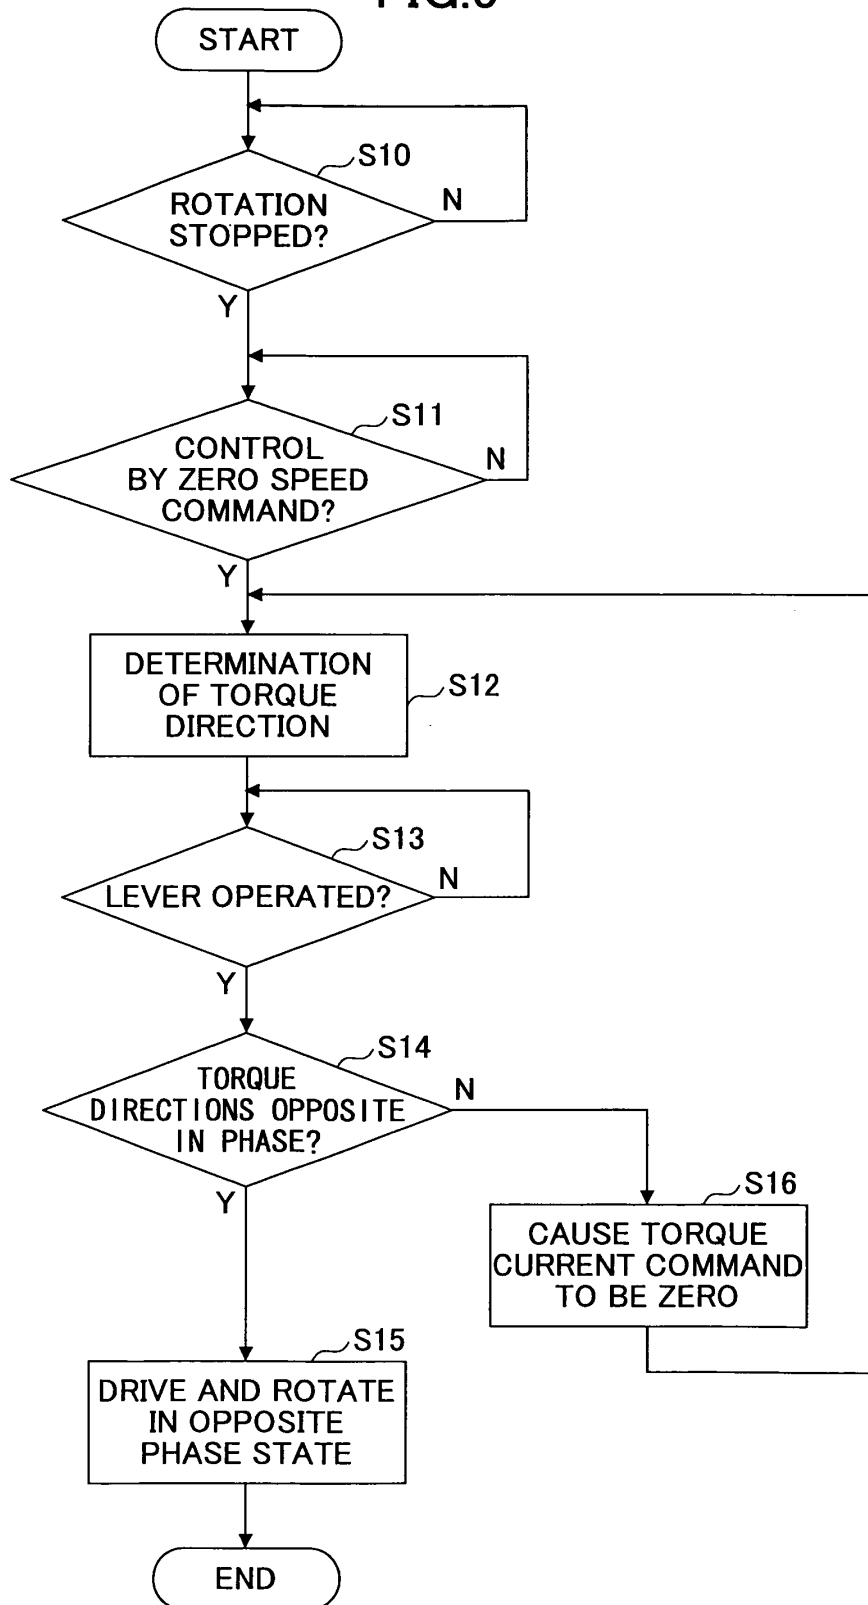 START
S10
ROTATION
STOPPED?
N
Y
S11
CONTROL
BY ZERO SPEED
COMMAND?
N
Y
DETERMINATION
OF TORQUE
DIRECTION
S12
S13
LEVER OPERATED?
N
Y
S14
TORQUE
DIRECTIONS OPPOSITE
IN PHASE?
N
Y
S16
CAUSE TORQUE
CURRENT COMMAND
TO BE ZERO
S15
DRIVE AND ROTATE
IN OPPOSITE
PHASE STATE
END